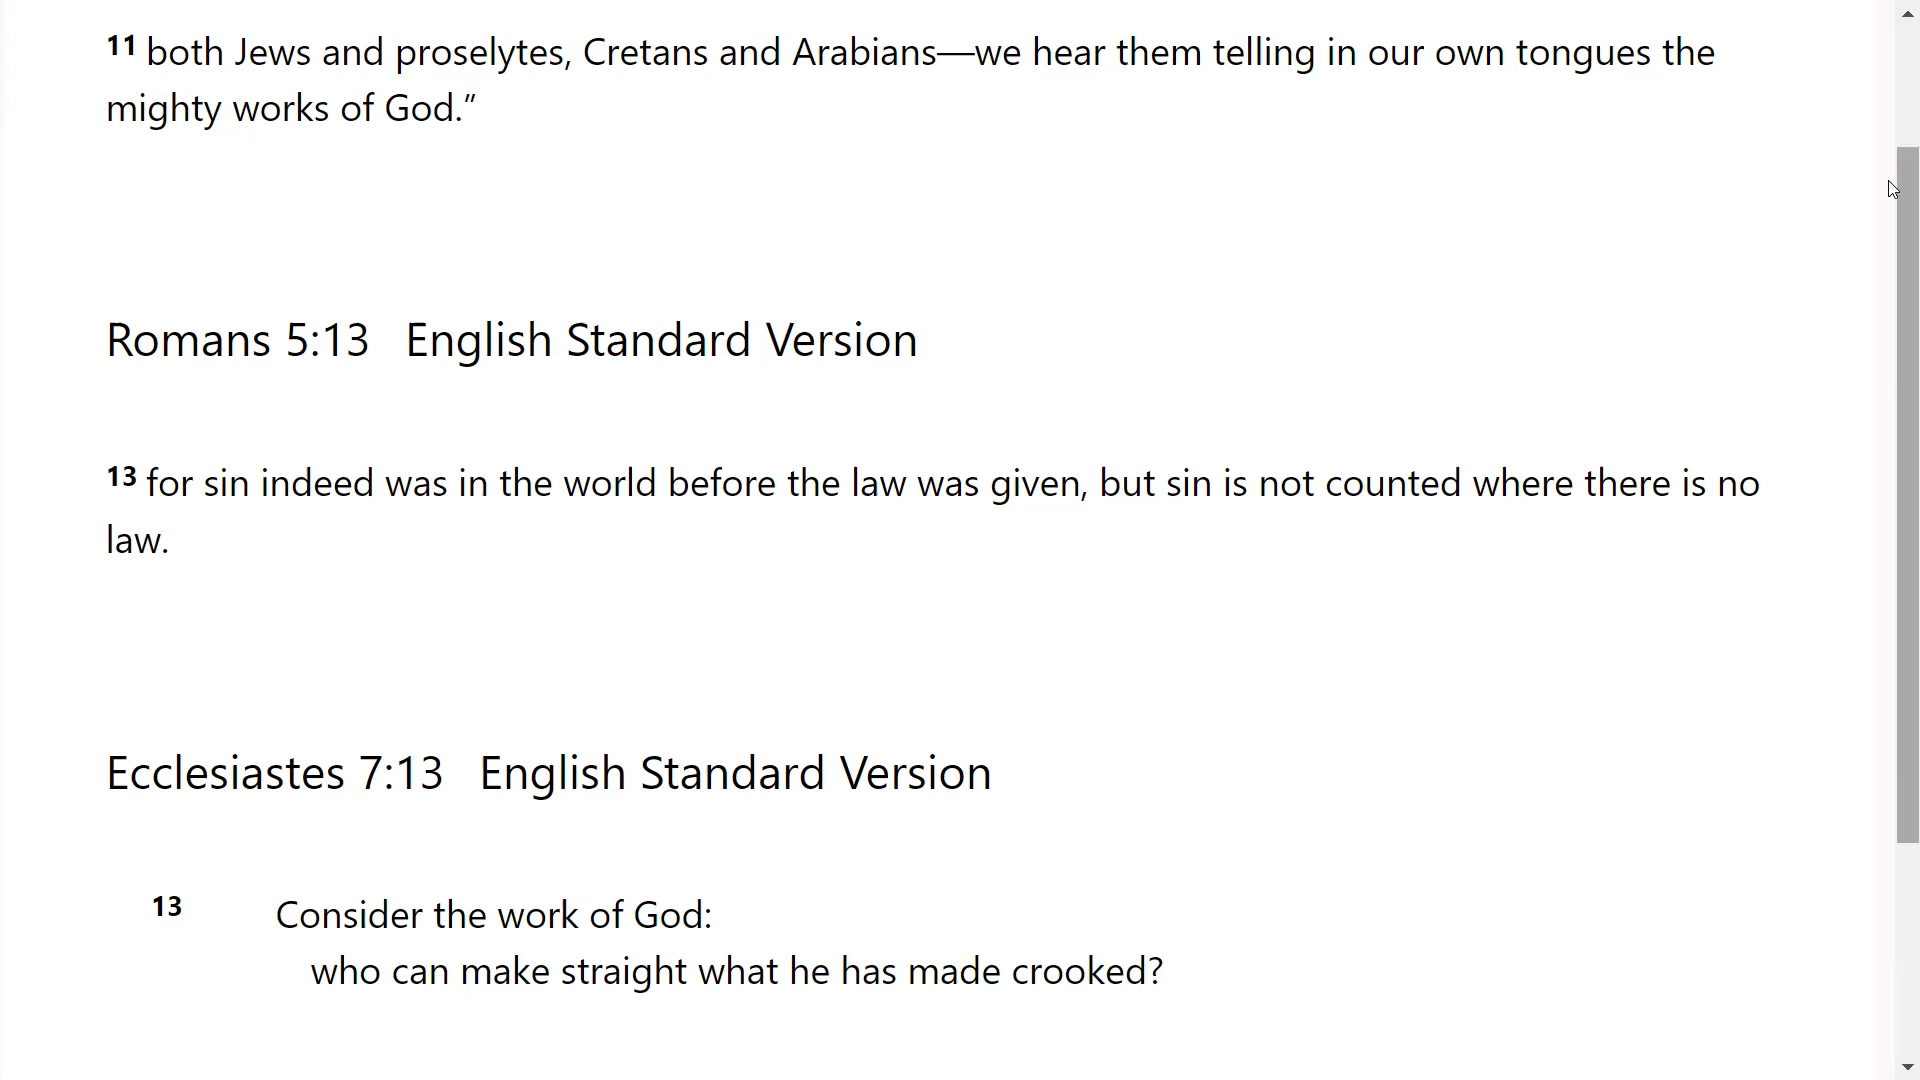 11 both Jews and proselytes, Cretans and Arabians—we hear them telling in our own tongues the
mighty works of God.”
Romans 5:13 English Standard Version
13 for sin indeed was in the world before the law was given, but sin is not counted where there is no
law.
Ecclesiastes 7:13 English Standard Version
13 Consider the work of God:
who can make straight what he has made crooked?